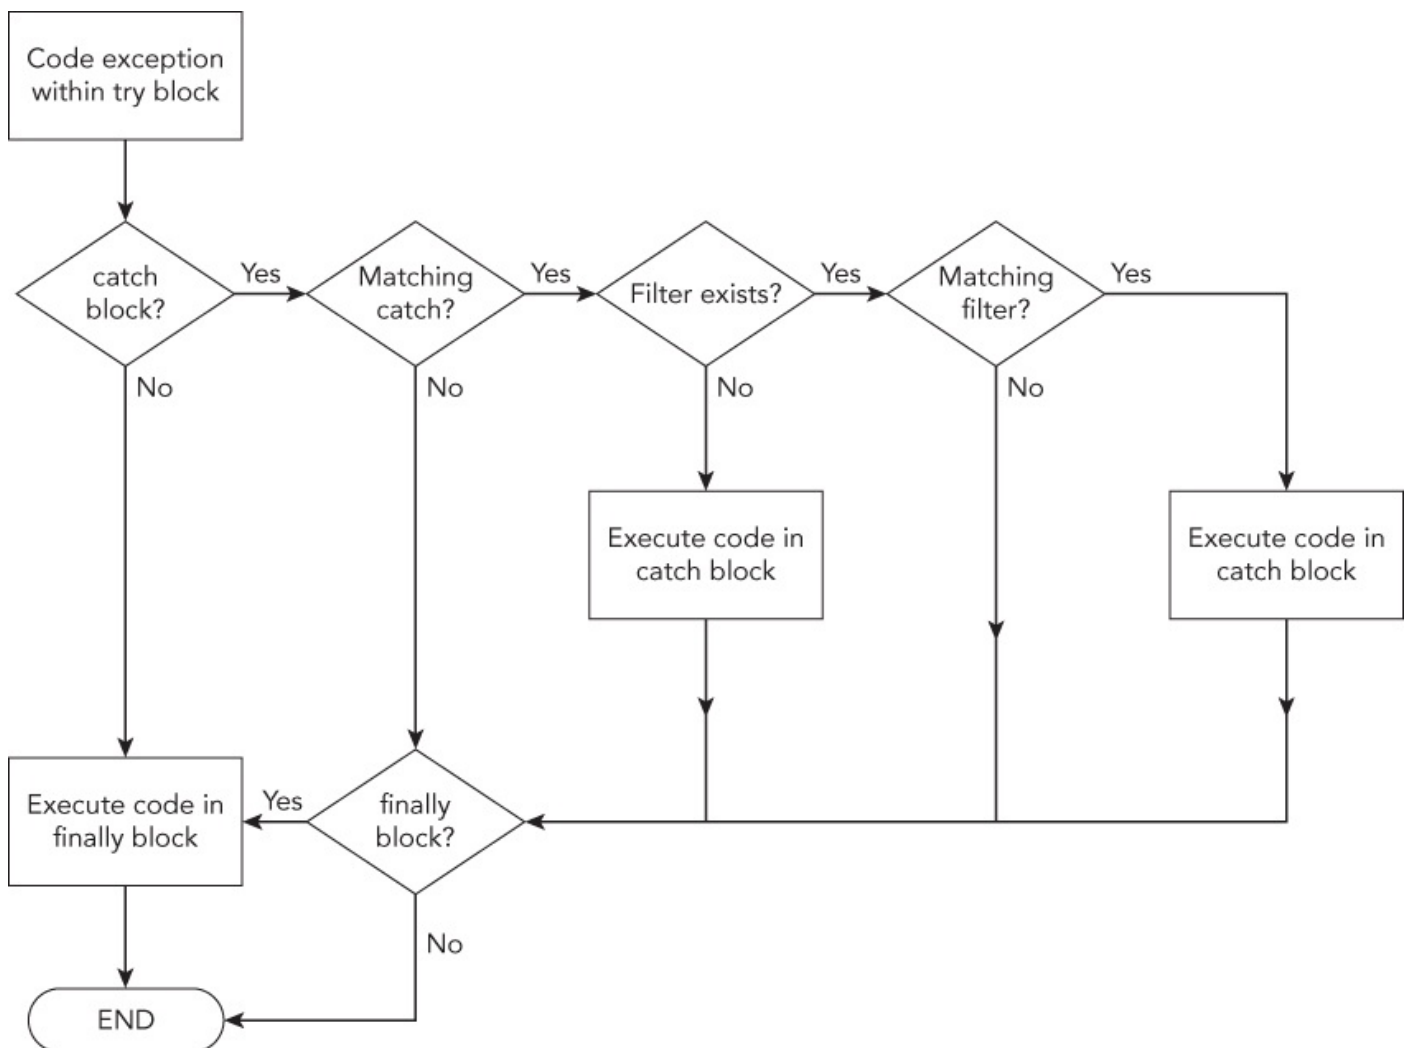 Code exception
within try block
catch
block?
Yes
Matching
catch?
Yes
Filter exists?
Yes
Matching
filter?
Yes
No
No
No
No
Execute code in
catch block
Execute code in
catch block
Execute code in
finally block
Yes
finally
block?
No
END